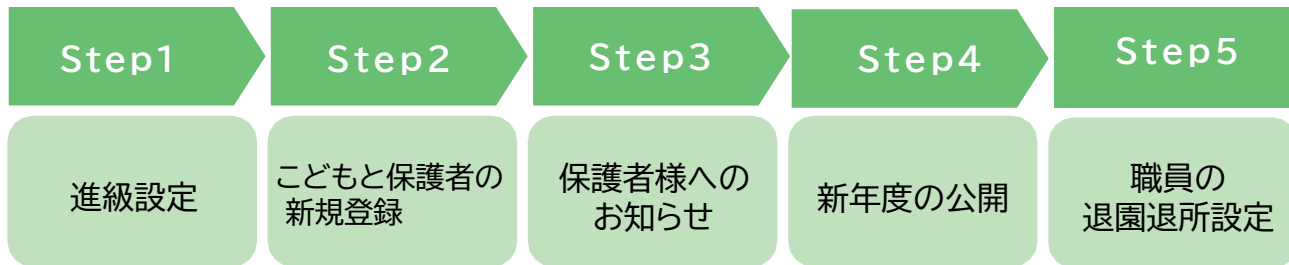 Step1
進級設定
Step2
こどもと保護者の
新規登録
Step3
保護者様への
お知らせ
Step4
新年度の公開
Step5
職員の
退園退所設定